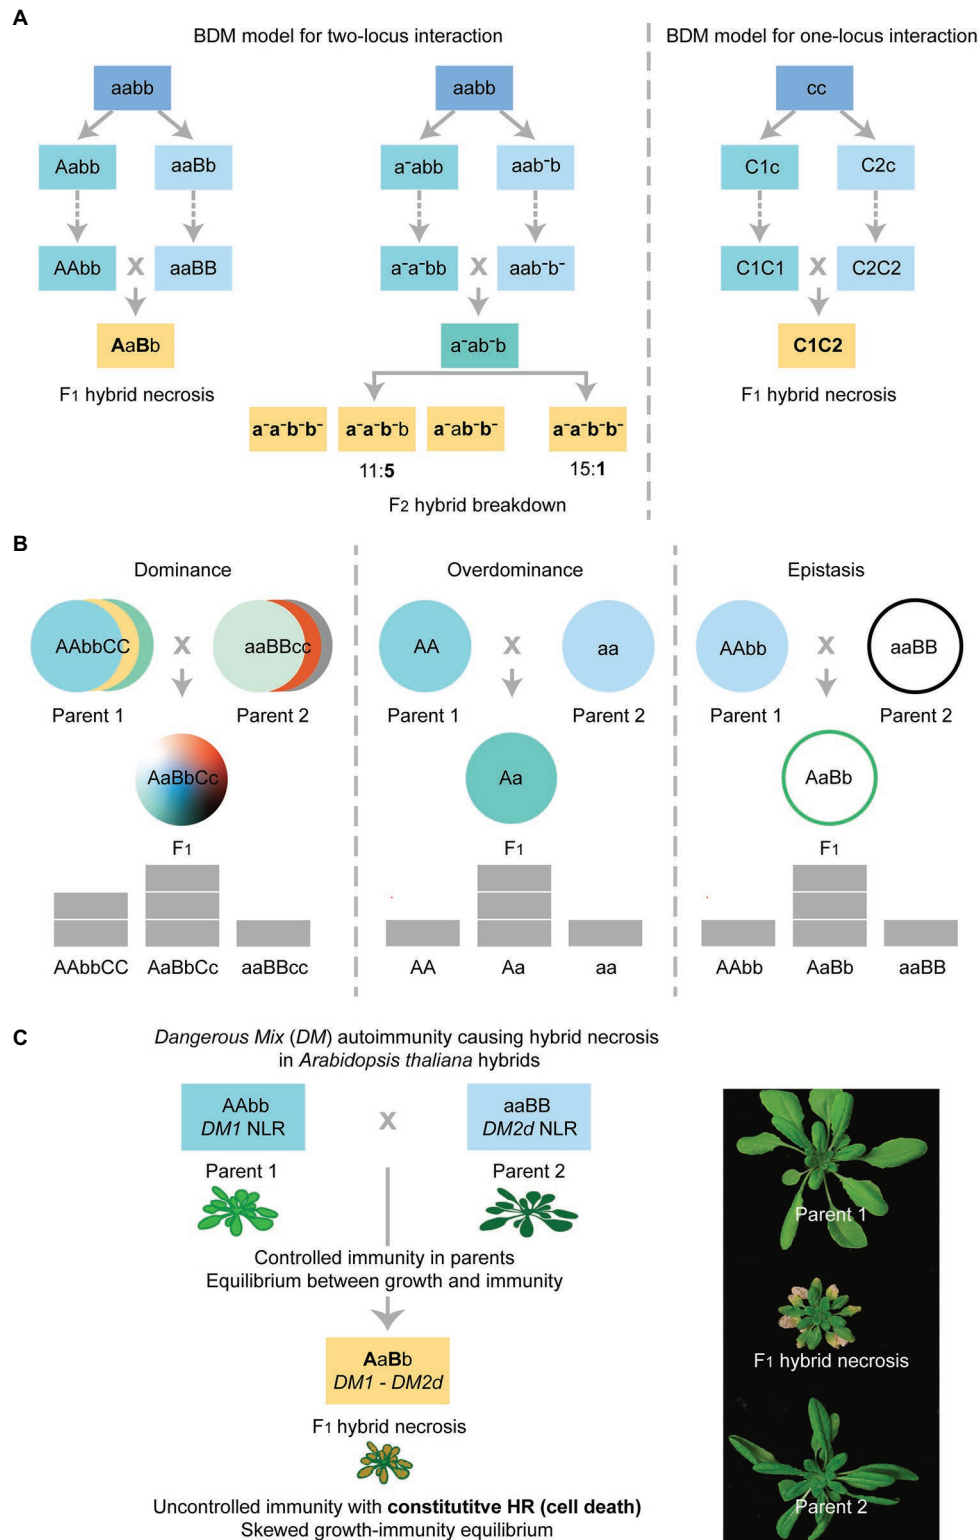 A
BDM model for two-locus interaction
BDM model for one-locus interaction
aabb
aabb
cc
Aabb
aaBb
a⁻abb
aab⁻b
C1c
C2c
AAbb
X
aaBB
a⁻a⁻bb
X
aab⁻b⁻
C1C1
X
C2C2
AaBb
a⁻ab⁻b
C1C2
F1 hybrid necrosis
F1 hybrid necrosis
a⁻a⁻b⁻b⁻
a⁻a⁻b⁻b
a⁻ab⁻b⁻
a⁻a⁻b⁻b⁻
11:5
15:1
F2 hybrid breakdown
B
Dominance
Overdominance
Epistasis
AAbbCC
X
aaBBcc
AA
X
aa
AAbb
X
aaBB
Parent 1
Parent 2
Parent 1
Parent 2
Parent 1
Parent 2
AaBbCc
Aa
AaBb
F1
F1
F1
AAbbCC
AaBbCc
aaBBcc
AA
Aa
aa
AAbb
AaBb
aaBB
C
Dangerous Mix (DM) autoimmunity causing hybrid necrosis
in Arabidopsis thaliana hybrids
AAbb
DM1 NLR
X
aaBB
DM2d NLR
Parent 1
Parent 2
Controlled immunity in parents
Equilibrium between growth and immunity
AaBb
DM1 - DM2d
F1 hybrid necrosis
Uncontrolled immunity with constitutitve HR (cell death)
Skewed growth-immunity equilibrium
Parent 1
F1 hybrid necrosis
Parent 2